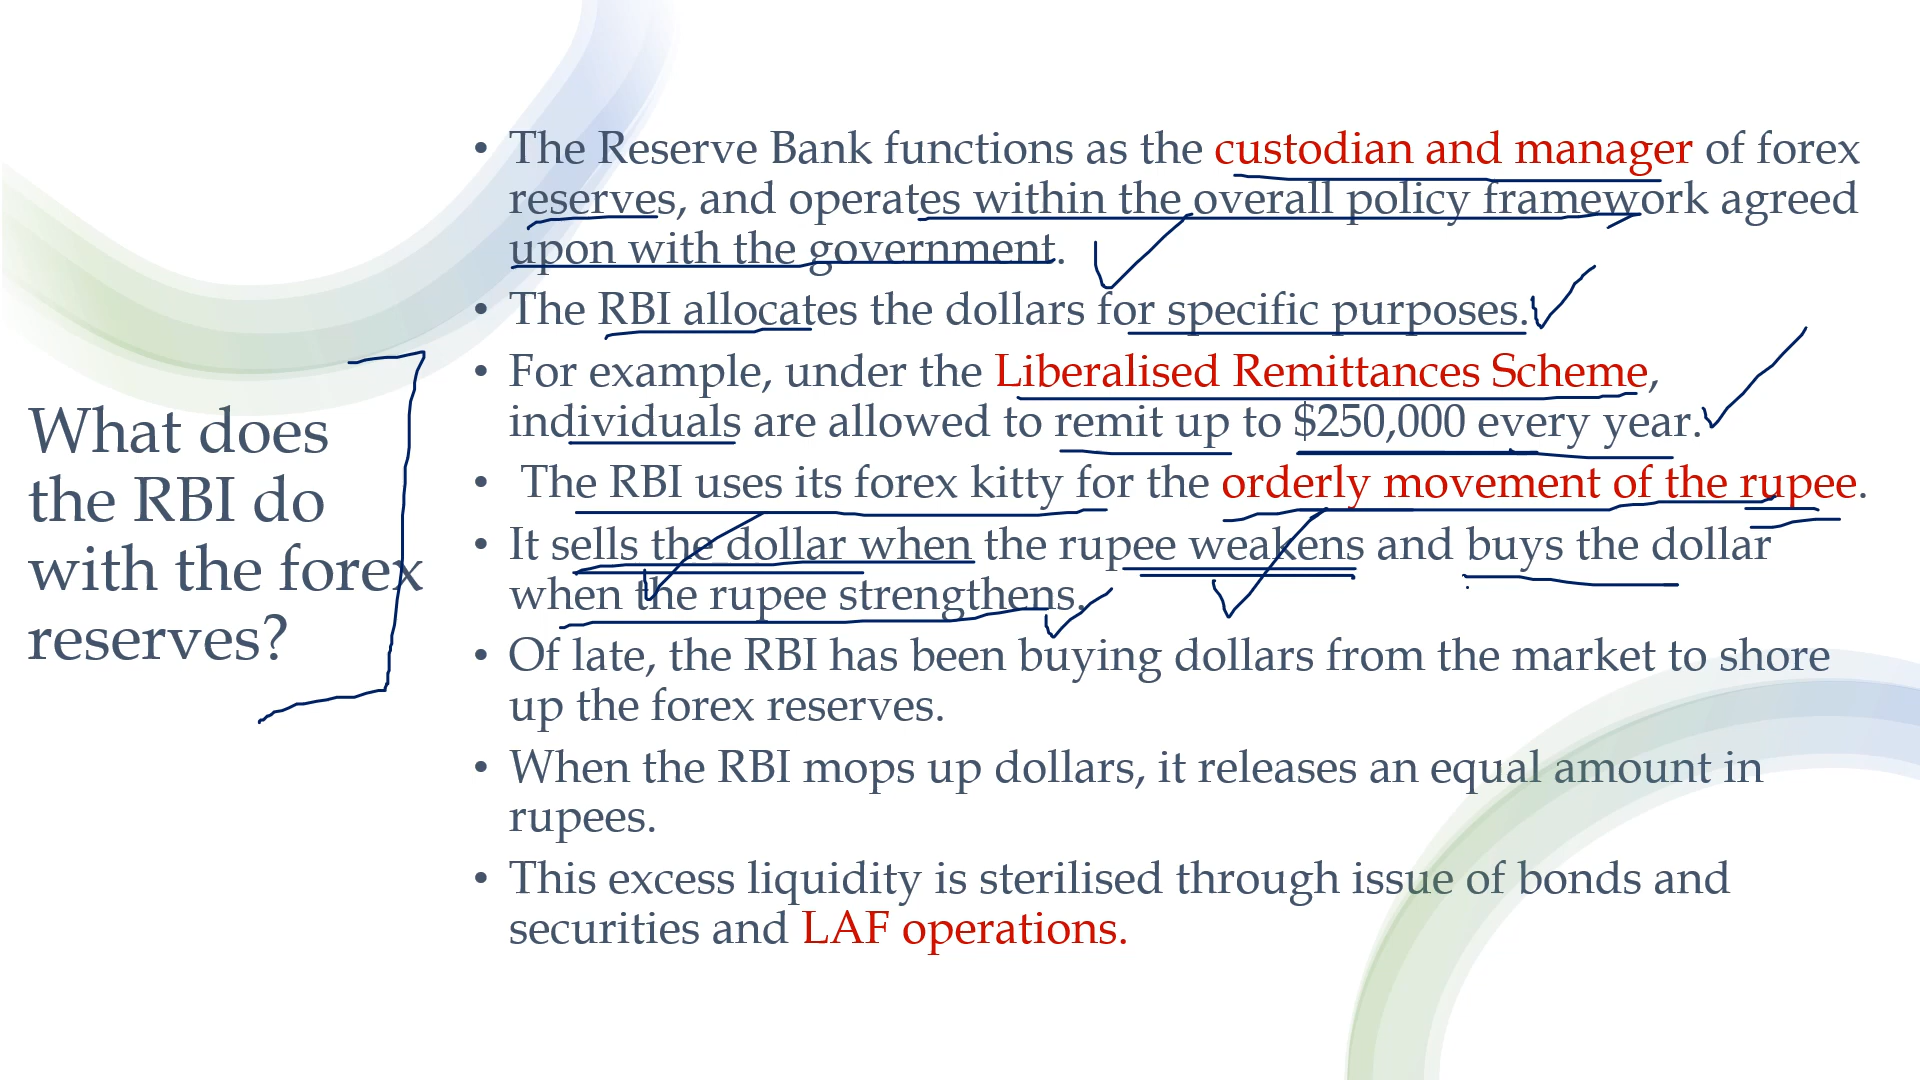 What does
the RBI do
with the forex
reserves?
• The Reserve Bank functions as the custodian and manager of forex
reserves, and operates within the overall policy framework agreed
upon with the government.
• The RBI allocates the dollars for specific purposes.
• For example, under the Liberalised Remittances Scheme,
individuals are allowed to remit up to $250,000 every year.
• The RBI uses its forex kitty for the orderly movement of the rupee.
• It sells the dollar when the rupee weakens and buys the dollar
when the rupee strengthens.
• Of late, the RBI has been buying dollars from the market to shore
up the forex reserves.
• When the RBI mops up dollars, it releases an equal amount in
rupees.
• This excess liquidity is sterilised through issue of bonds and
securities and LAF operations.